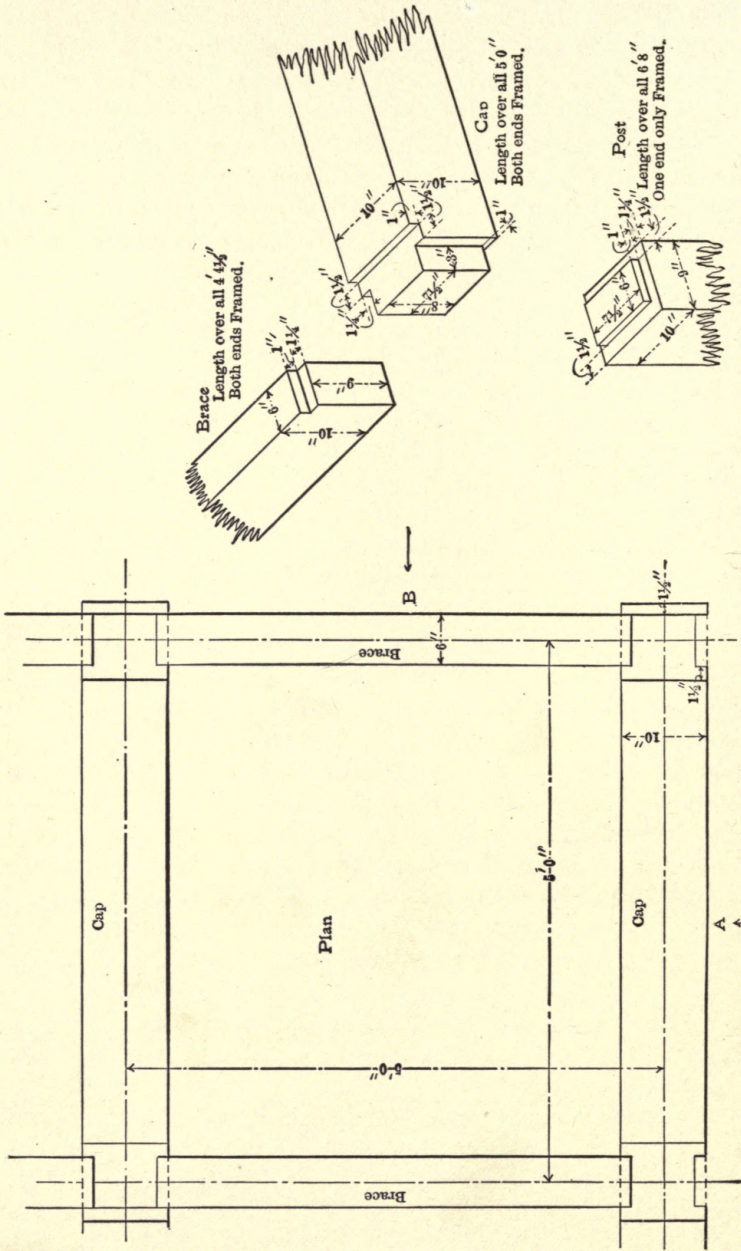 Brace
Length over all 4'4½"
Both ends Framed.
1"
1½"
6"
10"
9"
Cap
Length over all 5'0"
Both ends Framed.
10"
1"
1½"
10"
1½"
1½"
7½"
3"
1"
Post
Length over all 6'8"
One end only Framed.
1"
1½"
1½"
1½"
6"
7½"
9"
10"
Cap
Plan
Brace
6"
B
5'-0"
5'-0"
Brace
Cap
10"
1½"
1½"
A